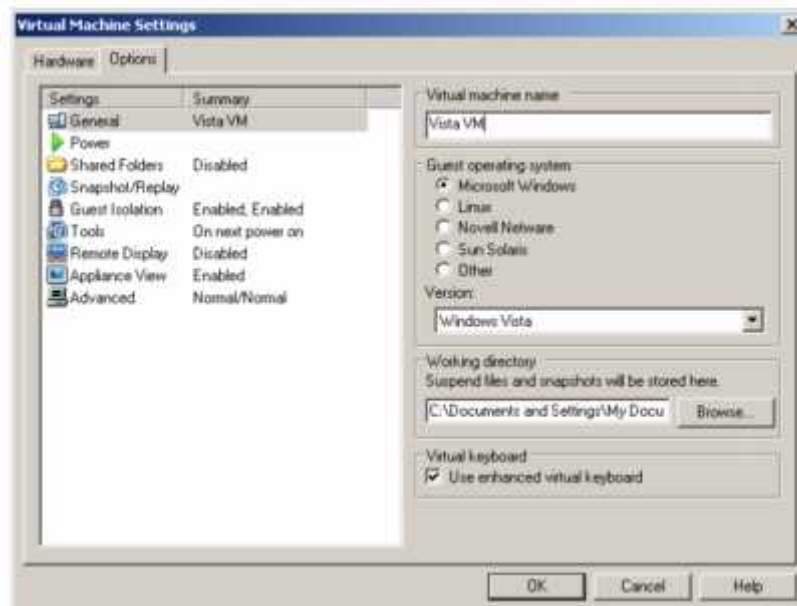 Virtual Machine Settings
Hardware Options
Settings Summary
General Vista VM
Power
Shared Folders Disabled
Snapshot/Replay
Guest Isolation Enabled, Enabled
Tools On next power on
Remote Display Disabled
Appliance View Enabled
Advanced Normal/Normal
Virtual machine name
Vista VM
Guest operating system
Microsoft Windows
Linux
Novell Netware
Sun Solaris
Other
Version:
Windows Vista
Working directory
Suspend files and snapshots will be stored here.
C:\Documents and Settings\My Docu Browse...
Virtual keyboard
Use enhanced virtual keyboard
OK Cancel Help